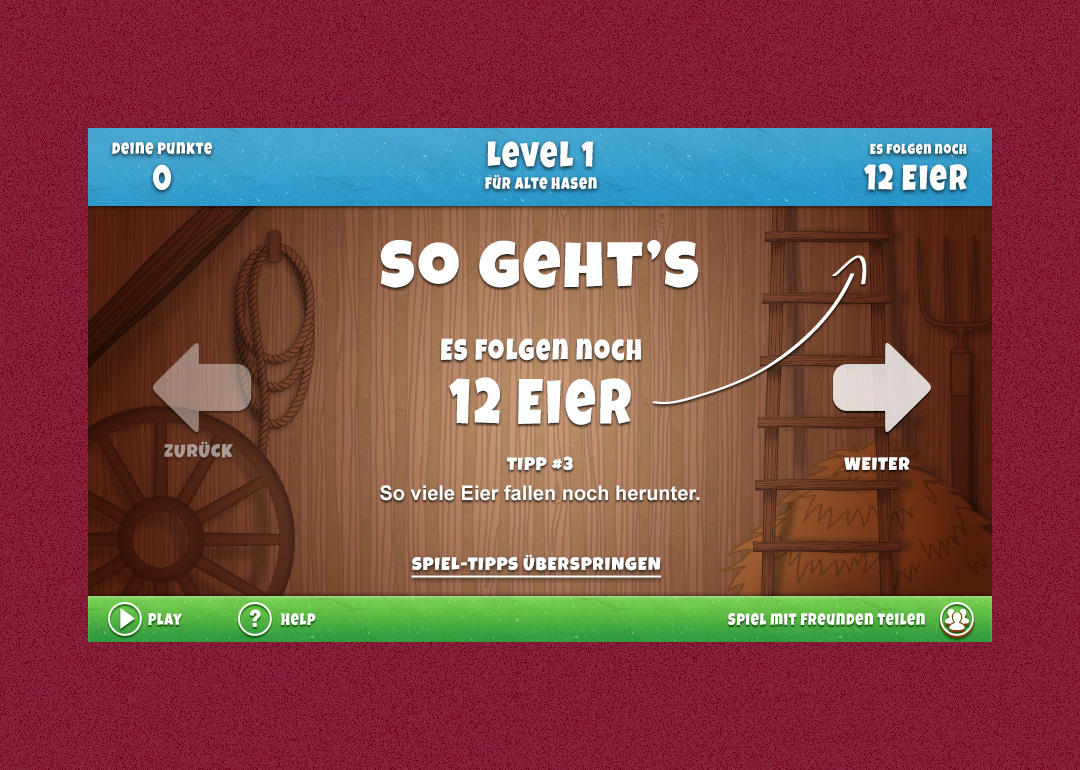 Deine Punkte
0
Level 1
für alte Hasen
Es folgen noch
12 Eier
So geht's
Es folgen noch
12 Eier
ZURÜCK
WEITER
TIPP #3
So viele Eier fallen noch herunter.
SPIEL-TIPPS ÜBERSPRINGEN
PLAY
?
HELP
Spiel mit Freunden teilen